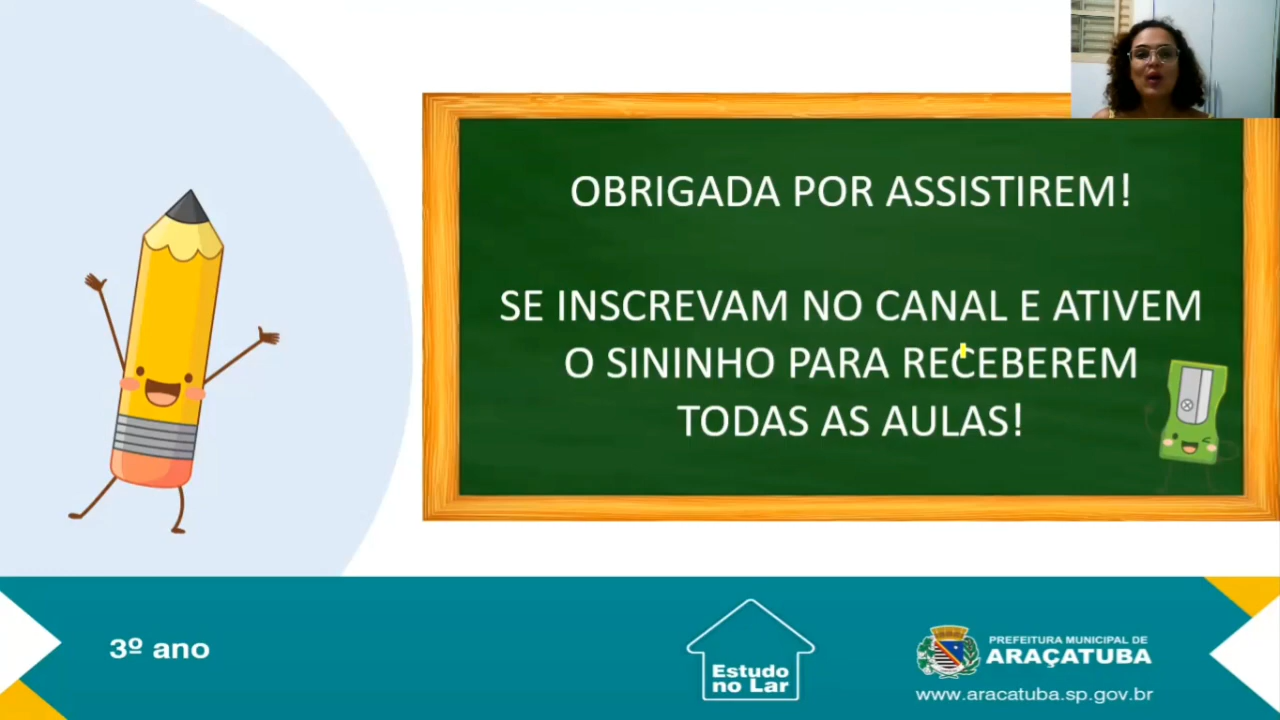 OBRIGADA POR ASSISTIREM!
SE INSCREVAM NO CANAL E ATIVEM
O SININHO PARA RECEBEREM
TODAS AS AULAS!
3º ano
Estudo
no Lar
PREFEITURA MUNICIPAL DE
ARAÇATUBA
www.aracatuba.sp.gov.br